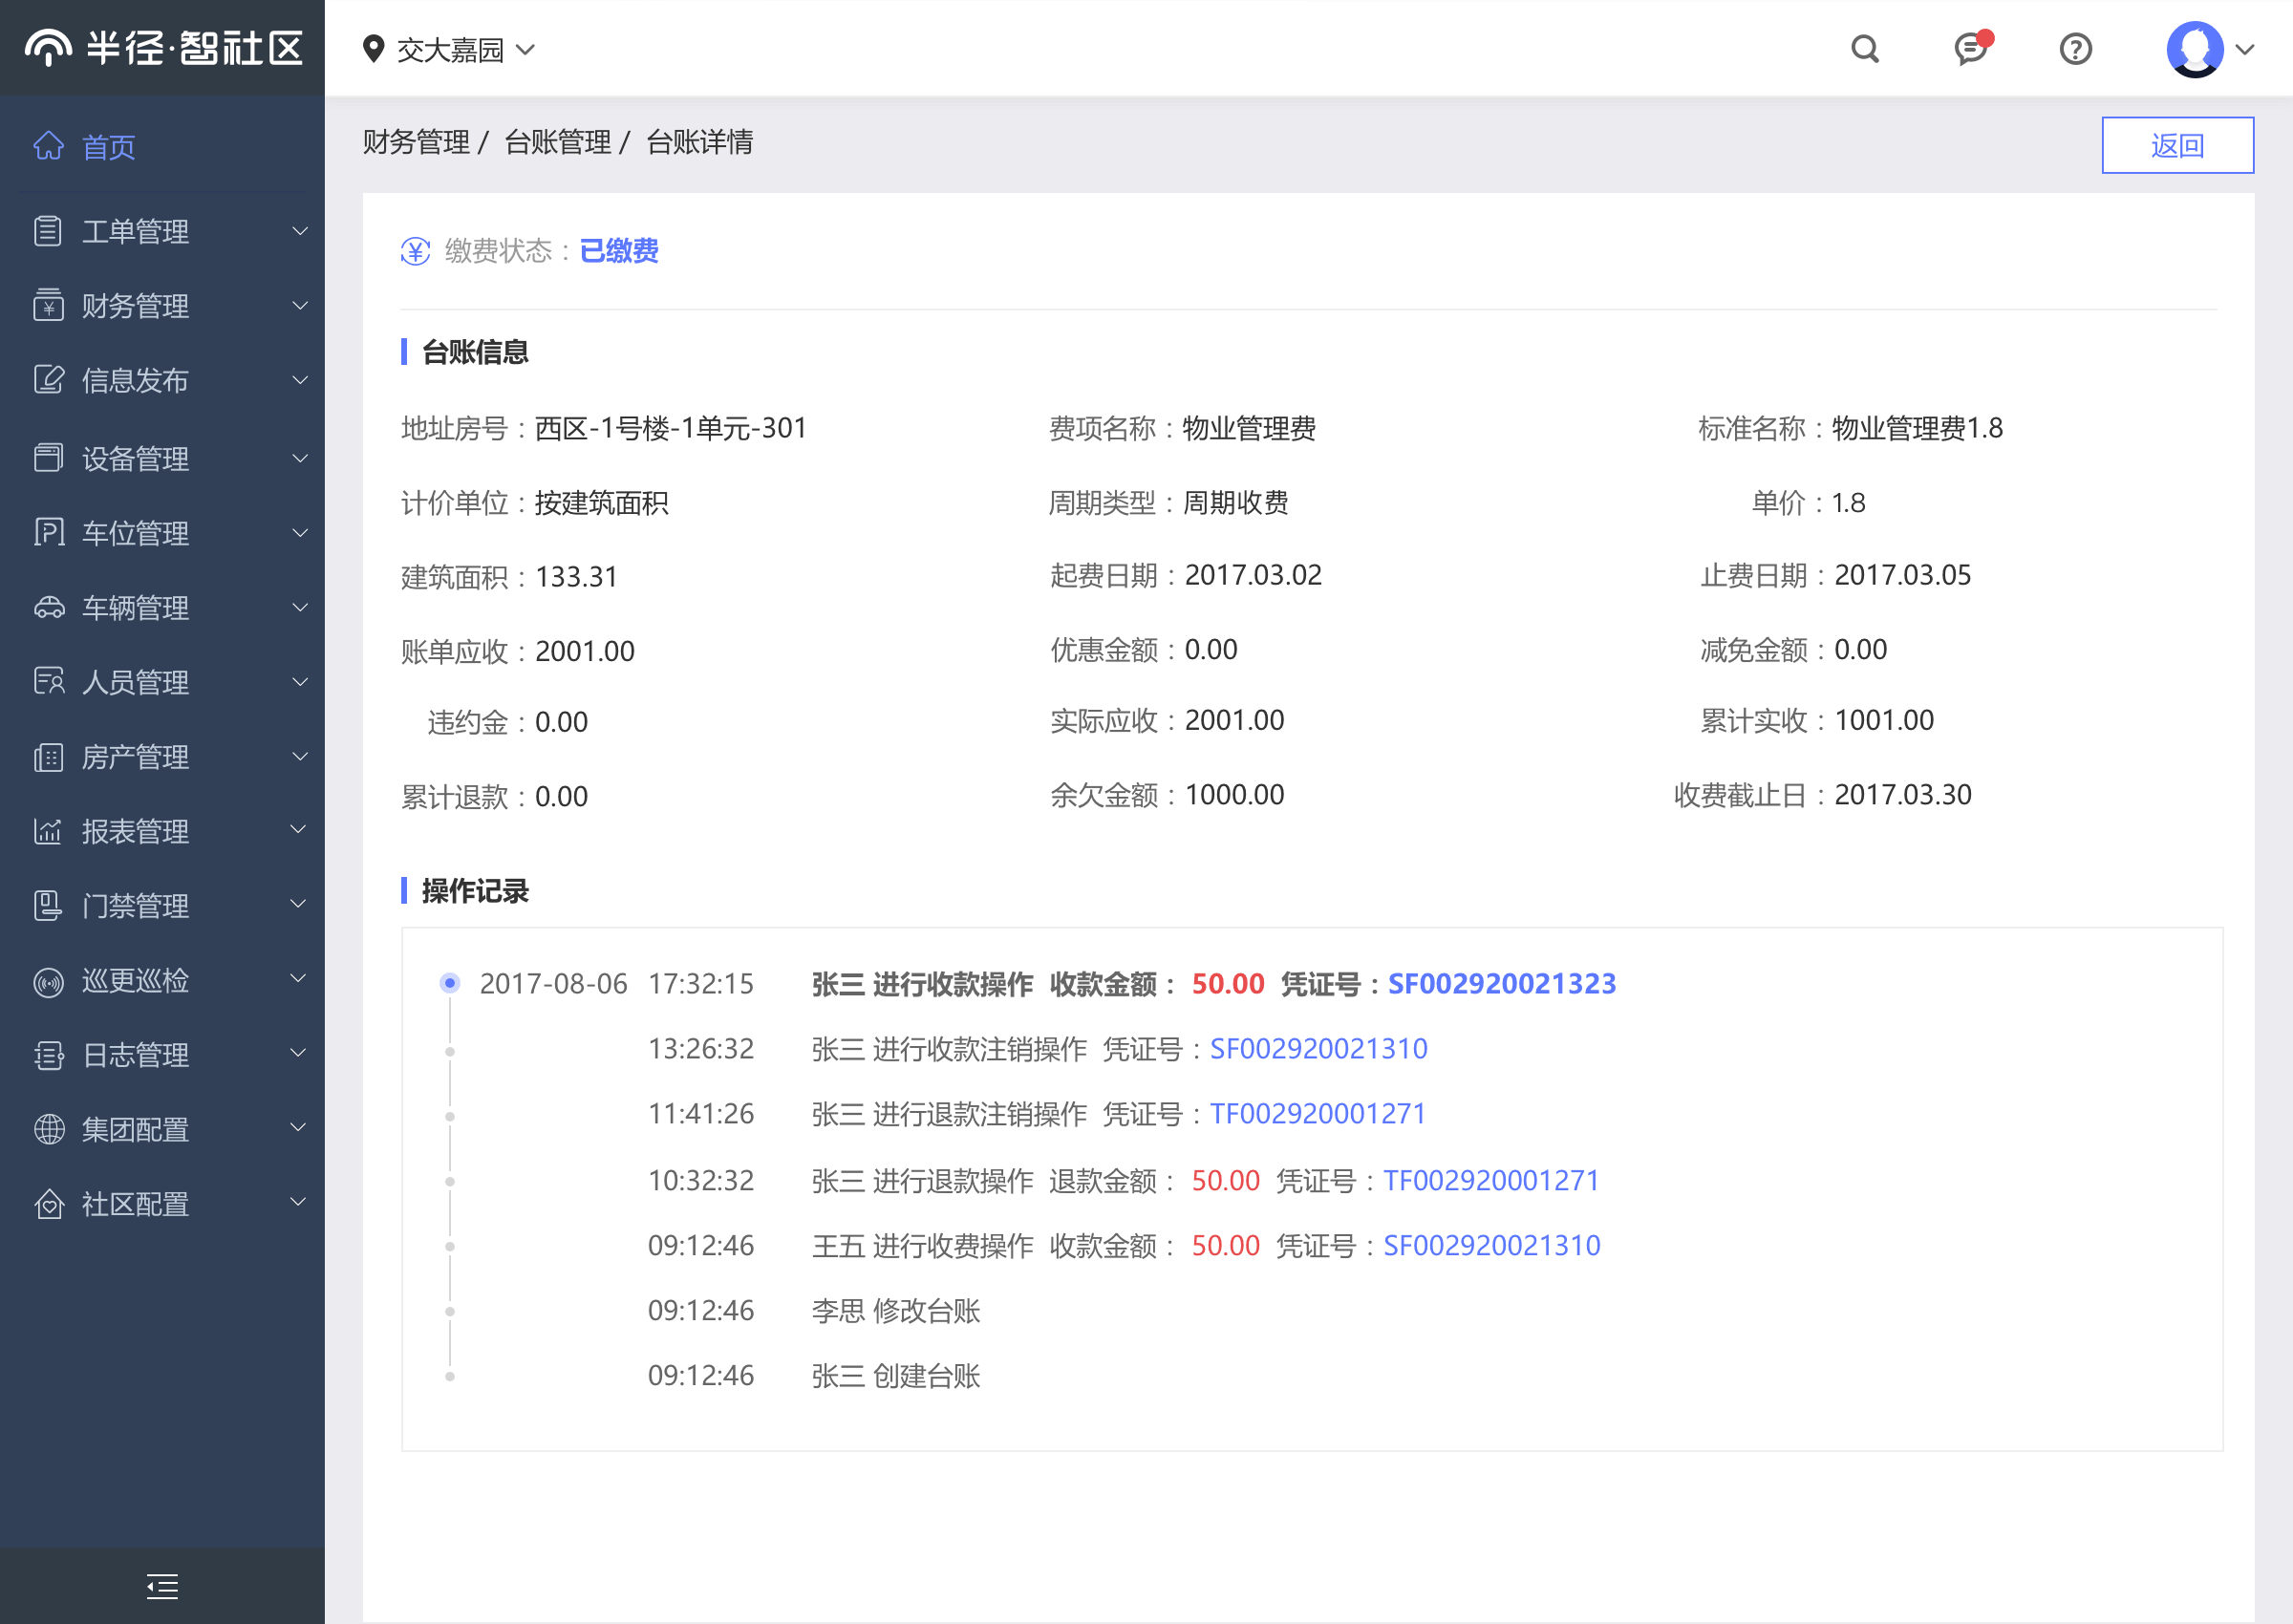 半径·智社区
交大嘉园
首页
工单管理
财务管理
信息发布
设备管理
车位管理
车辆管理
人员管理
房产管理
报表管理
门禁管理
巡更巡检
日志管理
集团配置
社区配置
财务管理 / 台账管理 / 台账详情
返回
缴费状态：已缴费
台账信息
地址房号：西区-1号楼-1单元-301 费项名称：物业管理费 标准名称：物业管理费1.8
计价单位：按建筑面积 周期类型：周期收费 单价：1.8
建筑面积：133.31 起费日期：2017.03.02 止费日期：2017.03.05
账单应收：2001.00 优惠金额：0.00 减免金额：0.00
违约金：0.00 实际应收：2001.00 累计实收：1001.00
累计退款：0.00 余欠金额：1000.00 收费截止日：2017.03.30
操作记录
2017-08-06 17:32:15 张三 进行收款操作 收款金额： 50.00 凭证号：SF002920021323
13:26:32 张三 进行收款注销操作 凭证号：SF002920021310
11:41:26 张三 进行退款注销操作 凭证号：TF002920001271
10:32:32 张三 进行退款操作 退款金额： 50.00 凭证号：TF002920001271
09:12:46 王五 进行收费操作 收款金额： 50.00 凭证号：SF002920021310
09:12:46 李思 修改台账
09:12:46 张三 创建台账